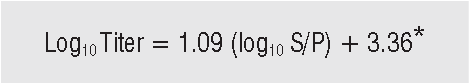 Log₁₀ Titer = 1.09 (log₁₀ S/P) + 3.36*